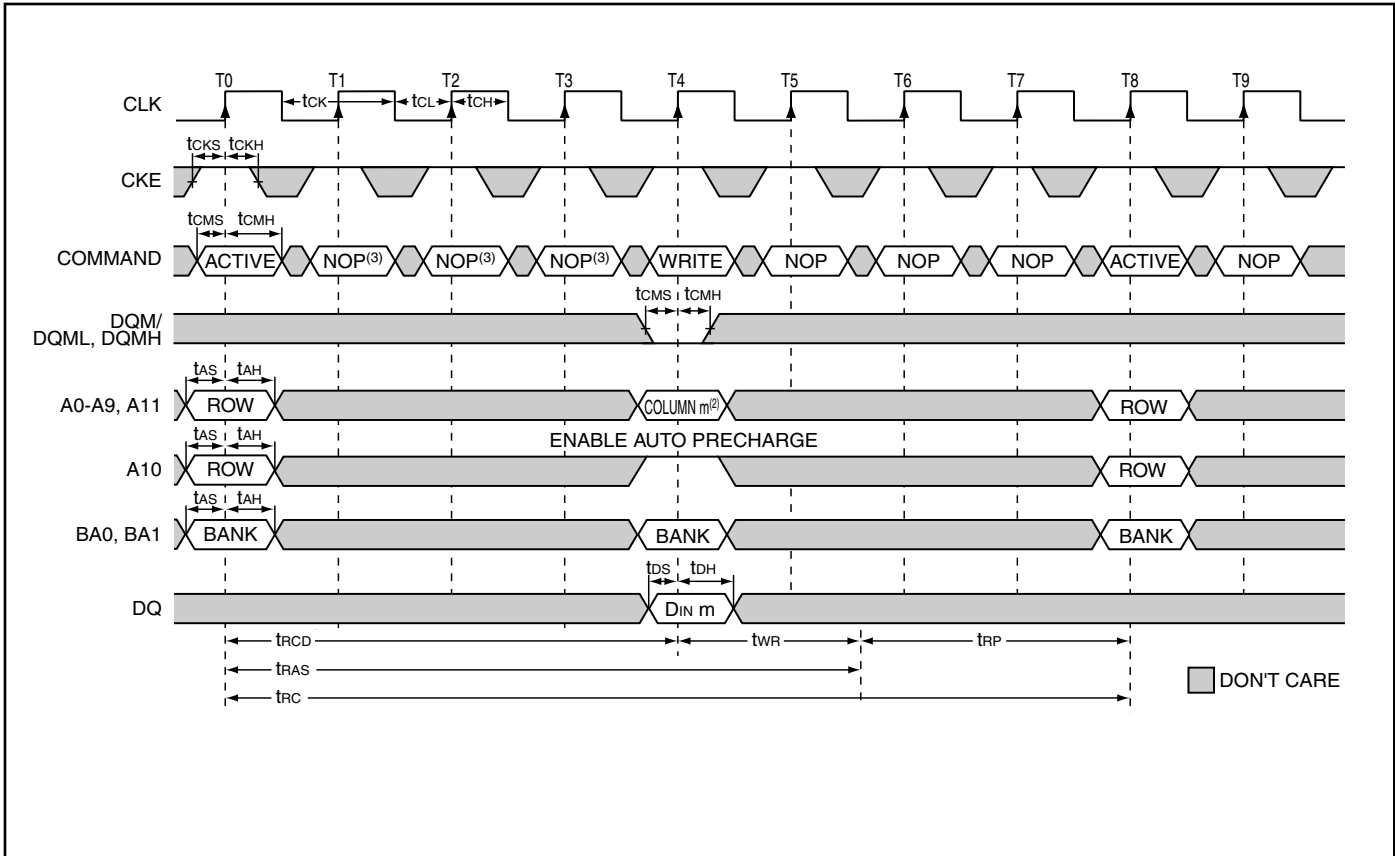 T0 T1 T2 T3 T4 T5 T6 T7 T8 T9
CLK tCK tCL tCH
tCKS tCKH
CKE
tCMS tCMH
COMMAND ACTIVE NOP(3) NOP(3) NOP(3) WRITE NOP NOP NOP ACTIVE NOP
tCMS tCMH
DQM/
DQML, DQMH
tAS tAH
A0-A9, A11 ROW COLUMN m(2) ROW
tAS tAH ENABLE AUTO PRECHARGE
A10 ROW ROW
tAS tAH
BA0, BA1 BANK BANK BANK
tDS tDH
DQ DIN m
tRCD tWR tRP
tRAS
tRC
DON'T CARE